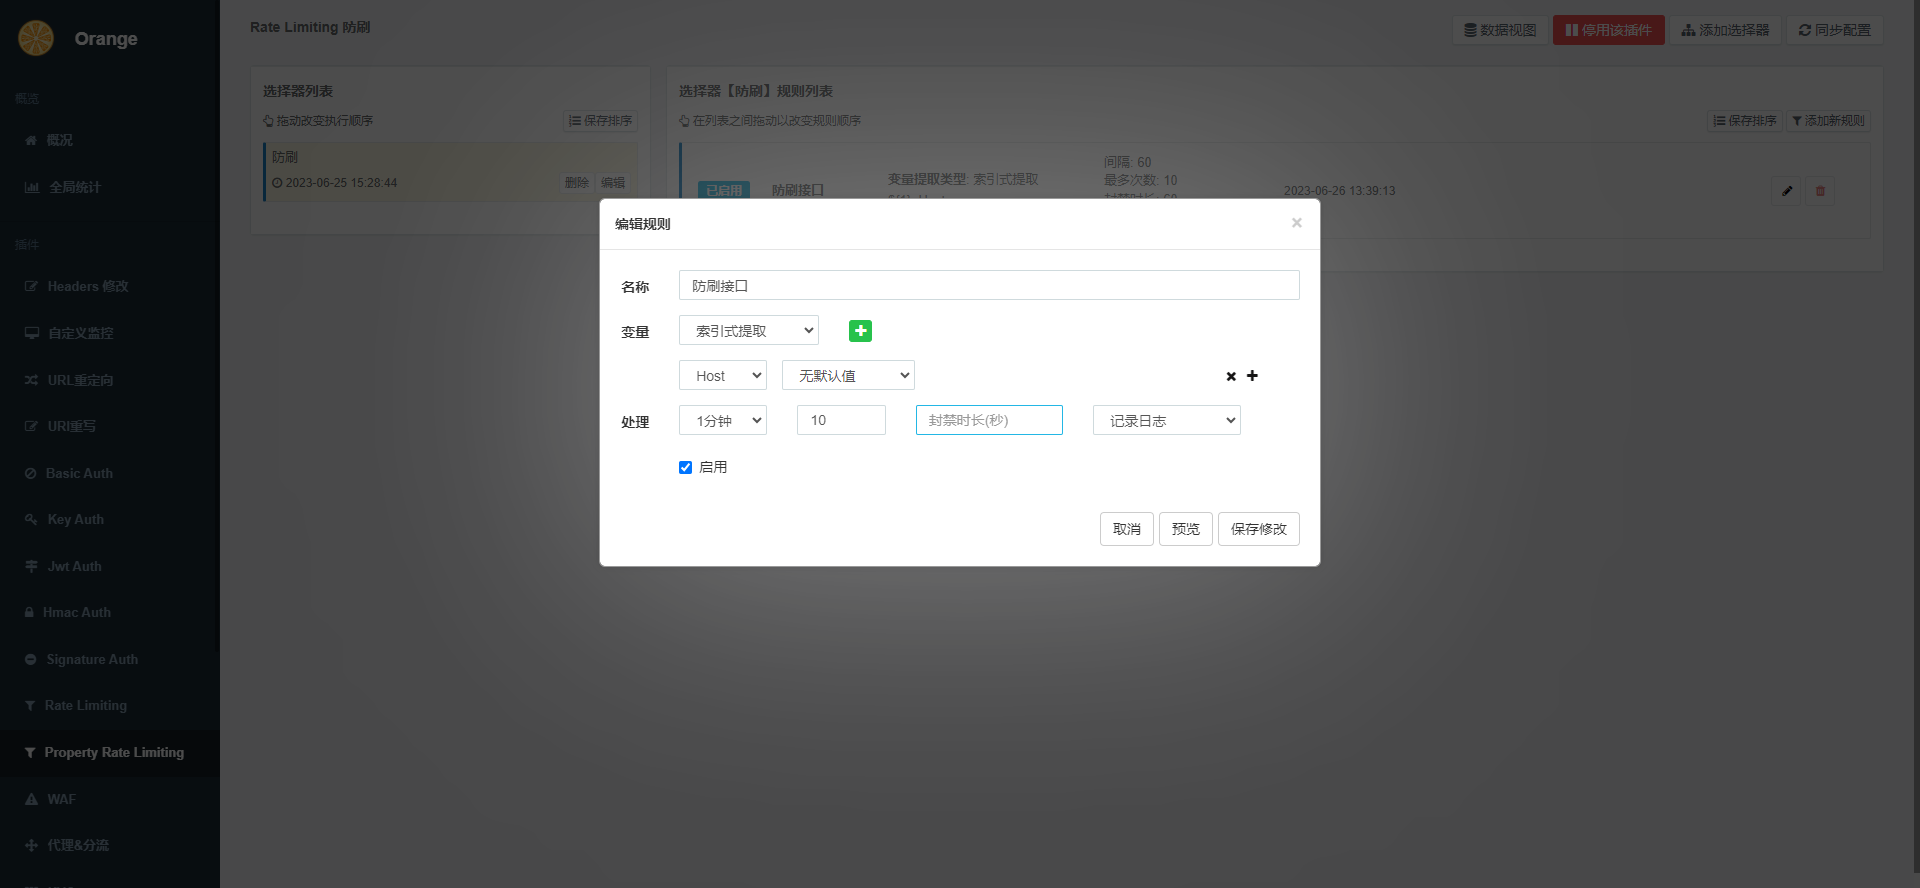 Orange
概览
概况
全局统计
插件
Headers 修改
自定义监控
URL重定向
URI重写
Basic Auth
Key Auth
Jwt Auth
Hmac Auth
Signature Auth
Rate Limiting
Property Rate Limiting
WAF
代理&分流
Rate Limiting 防刷
数据视图
停用该插件
添加选择器
同步配置
选择器列表
拖动改变执行顺序
保存排序
防刷
2023-06-25 15:28:44
删除
编辑
选择器【防刷】规则列表
在列表之间拖动以改变规则顺序
保存排序
添加新规则
已启用
防刷接口
变量提取类型: 索引式提取
间隔: 60
最多次数: 10
2023-06-26 13:39:13
编辑规则
×
名称
防刷接口
变量
索引式提取
Host
无默认值
处理
1分钟
10
封禁时长(秒)
记录日志
启用
取消
预览
保存修改